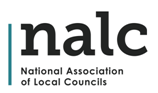 nalc
National Association
of Local Councils